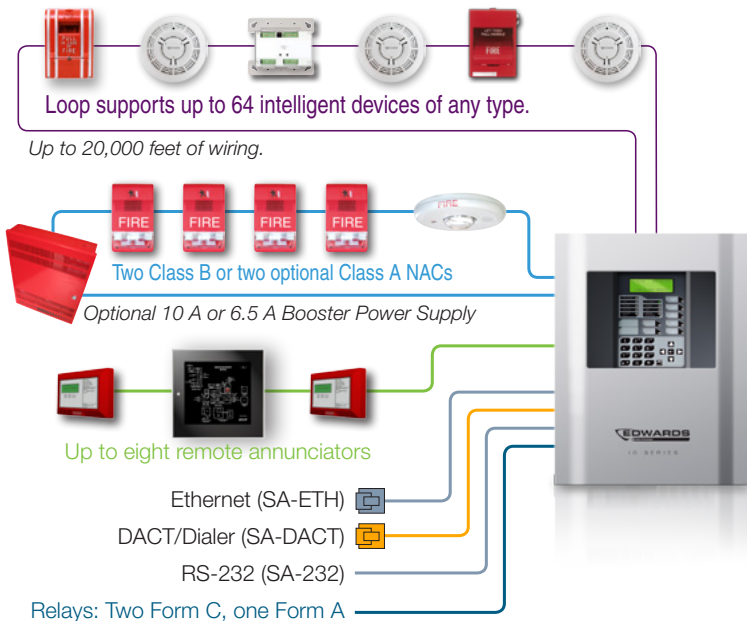 FIRE
FIRE
Loop supports up to 64 intelligent devices of any type.
Up to 20,000 feet of wiring.
FIRE
FIRE
FIRE
FIRE
FIRE
Two Class B or two optional Class A NACs
Optional 10 A or 6.5 A Booster Power Supply
Up to eight remote annunciators
EDWARDS
IO SERIES
Ethernet (SA-ETH)
DACT/Dialer (SA-DACT)
RS-232 (SA-232)
Relays: Two Form C, one Form A